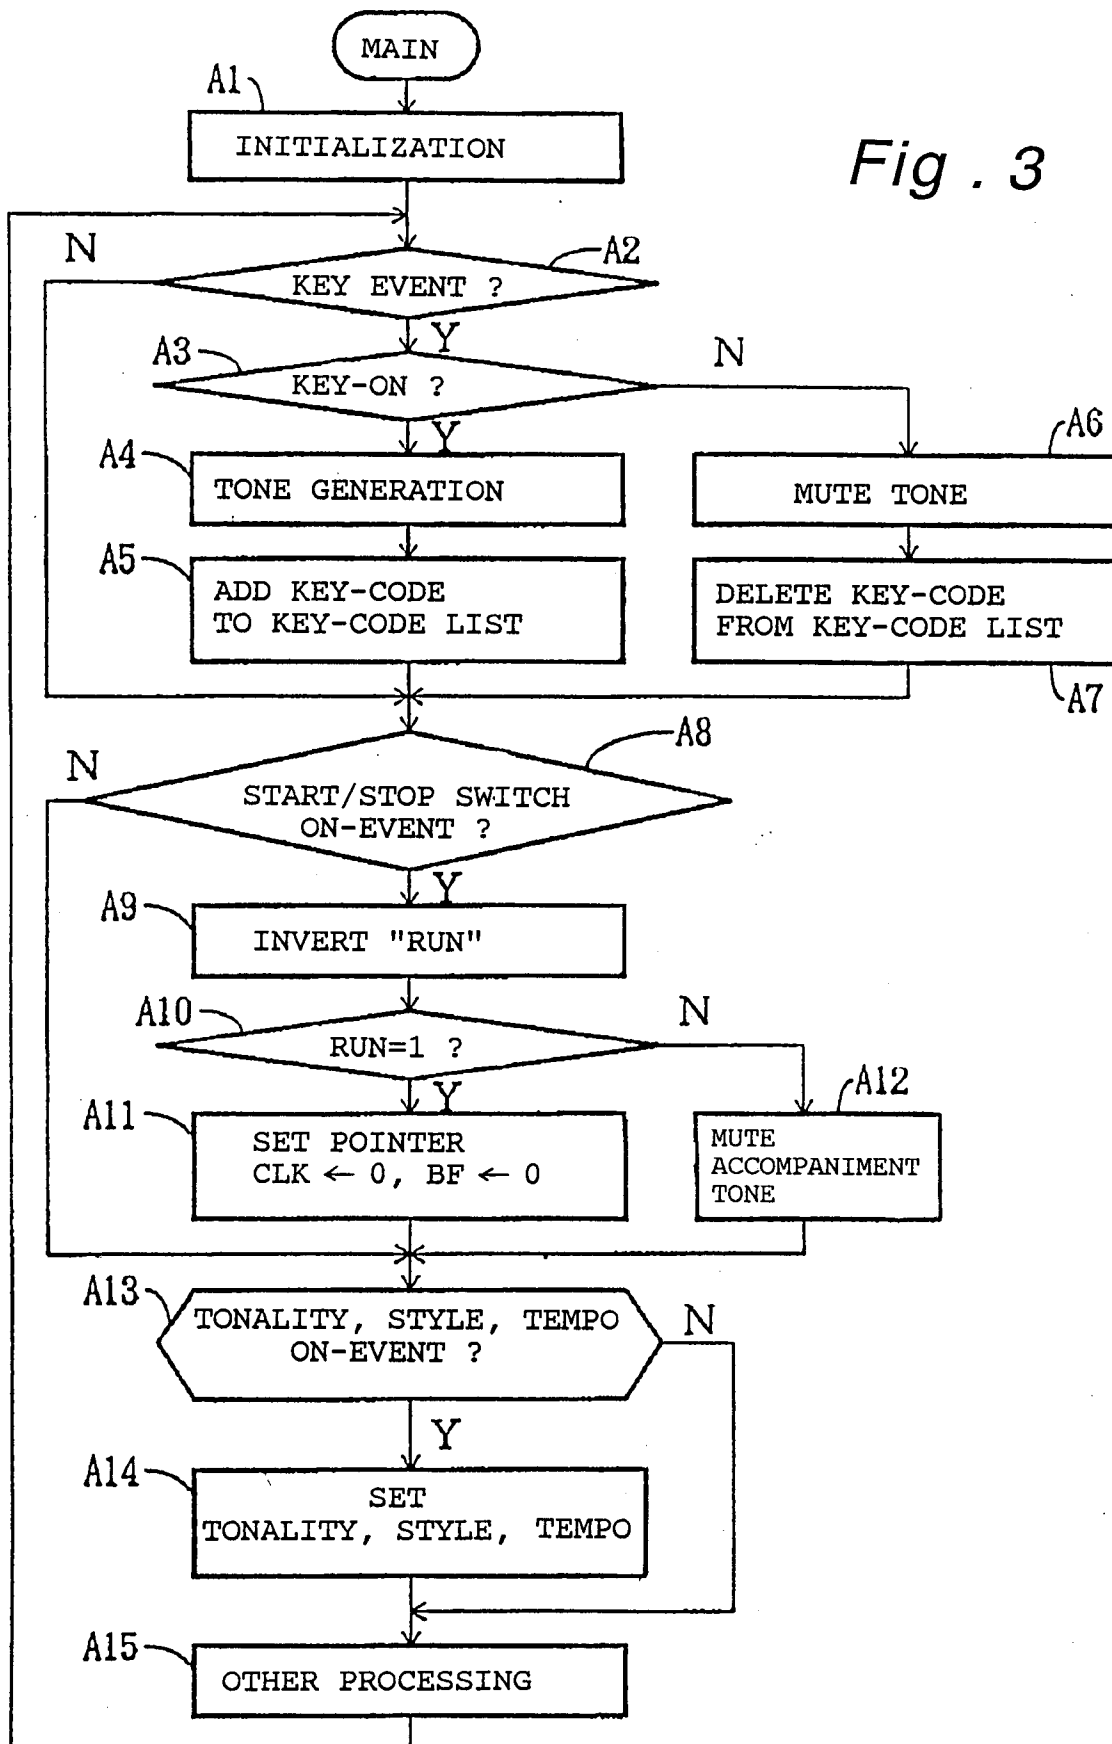 MAIN
A1
INITIALIZATION
Fig . 3
N
A2
KEY EVENT ?
Y
A3
KEY-ON ?
N
Y
A4
TONE GENERATION
A6
MUTE TONE
A5
ADD KEY-CODE
TO KEY-CODE LIST
DELETE KEY-CODE
FROM KEY-CODE LIST
A7
A8
N
START/STOP SWITCH
ON-EVENT ?
Y
A9
INVERT "RUN"
A10
RUN=1 ?
N
Y
A11
SET POINTER
CLK ← 0, BF ← 0
A12
MUTE
ACCOMPANIMENT
TONE
A13
TONALITY, STYLE, TEMPO
ON-EVENT ?
N
Y
A14
SET
TONALITY, STYLE, TEMPO
A15
OTHER PROCESSING